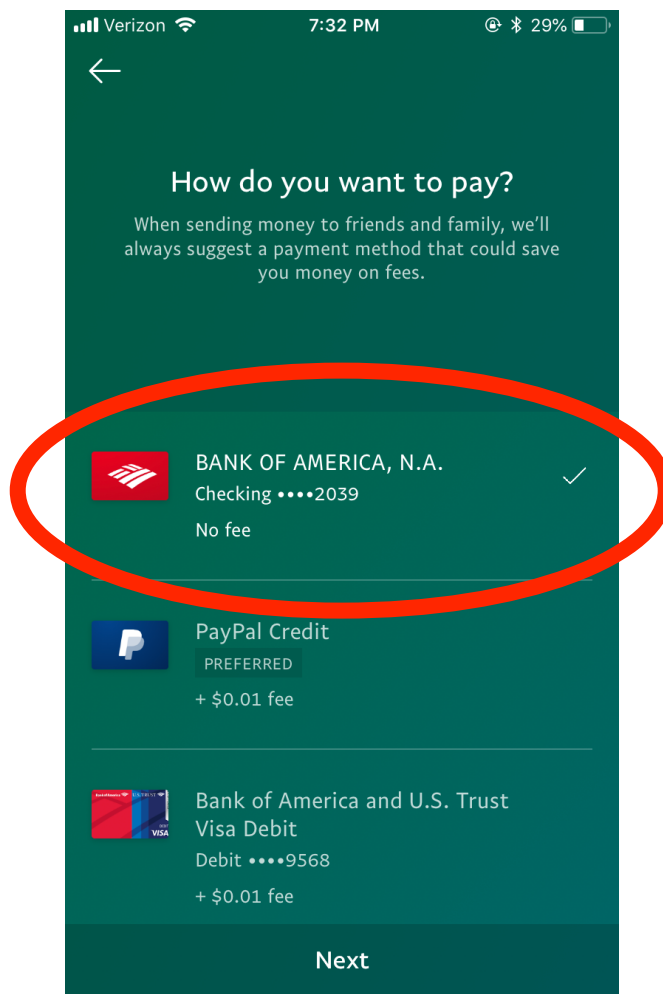 Verizon 7:32 PM 29%
How do you want to pay?
When sending money to friends and family, we'll
always suggest a payment method that could save
you money on fees.
BANK OF AMERICA, N.A.
Checking ••••2039
No fee
PayPal Credit
PREFERRED
+ $0.01 fee
Bank of America and U.S. Trust
Visa Debit
Debit ••••9568
+ $0.01 fee
VISA
Next